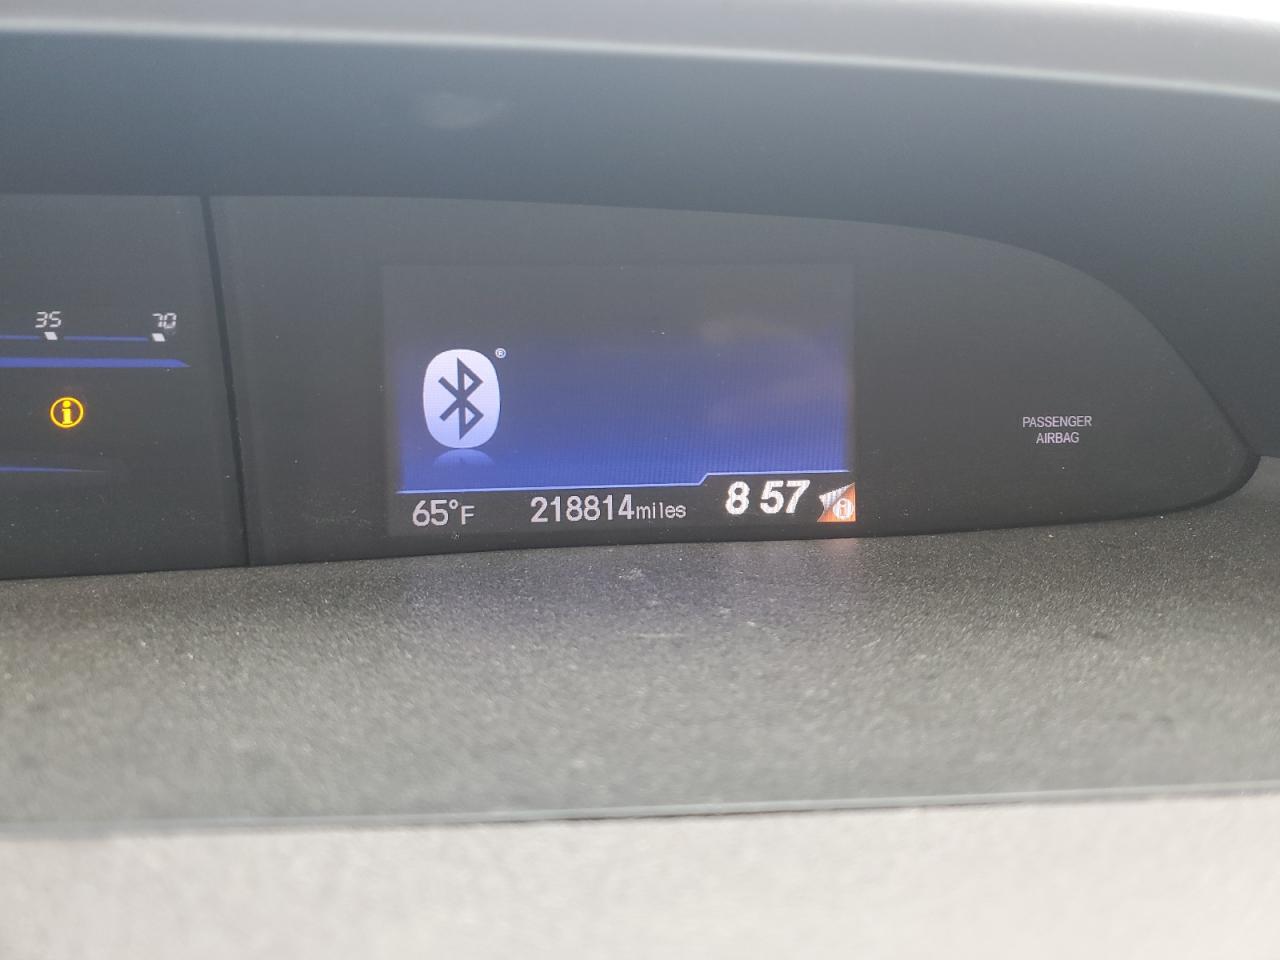 35 70
i
®
PASSENGER
AIRBAG
65°F 218814miles 8 57 i